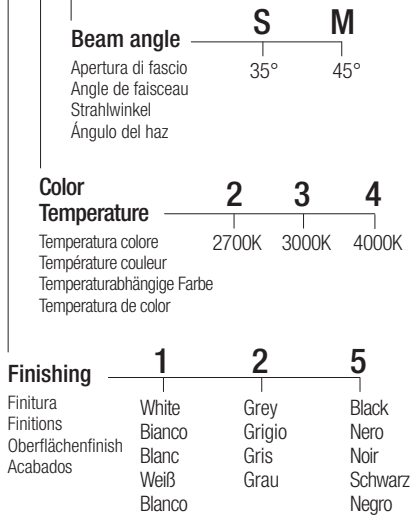 Beam angle S M
Apertura di fascio 35° 45°
Angle de faisceau
Strahlwinkel
Ángulo del haz
Color
Temperature 2 3 4
Temperatura colore 2700K 3000K 4000K
Température couleur
Temperaturabhängige Farbe
Temperatura de color
Finishing 1 2 5
Finitura White Grey Black
Finitions Bianco Grigio Nero
Oberflächenfinish Blanc Gris Noir
Acabados Weiß Grau Schwarz
Blanco Negro